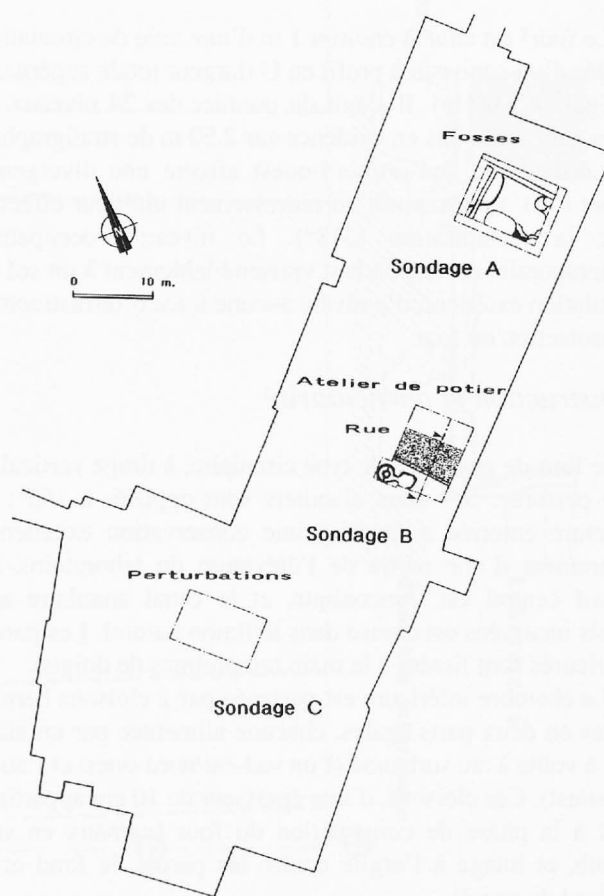 Fosses
Sondage A
0 10 m.
Atelier de potier
Rue
Sondage B
Perturbations
Sondage C